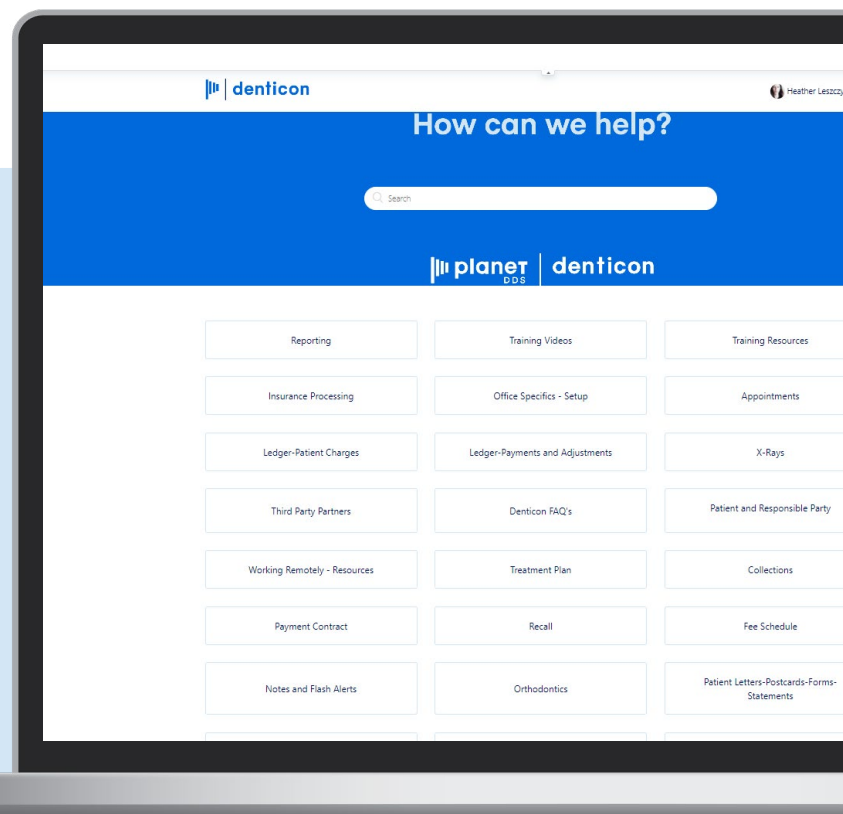 denticon
Heather Leszczy
How can we help?
Search
planet DDS denticon
Reporting
Training Videos
Training Resources
Insurance Processing
Office Specifics - Setup
Appointments
Ledger-Patient Charges
Ledger-Payments and Adjustments
X-Rays
Third Party Partners
Denticon FAQ's
Patient and Responsible Party
Working Remotely - Resources
Treatment Plan
Collections
Payment Contract
Recall
Fee Schedule
Notes and Flash Alerts
Orthodontics
Patient Letters-Postcards-Forms-
Statements